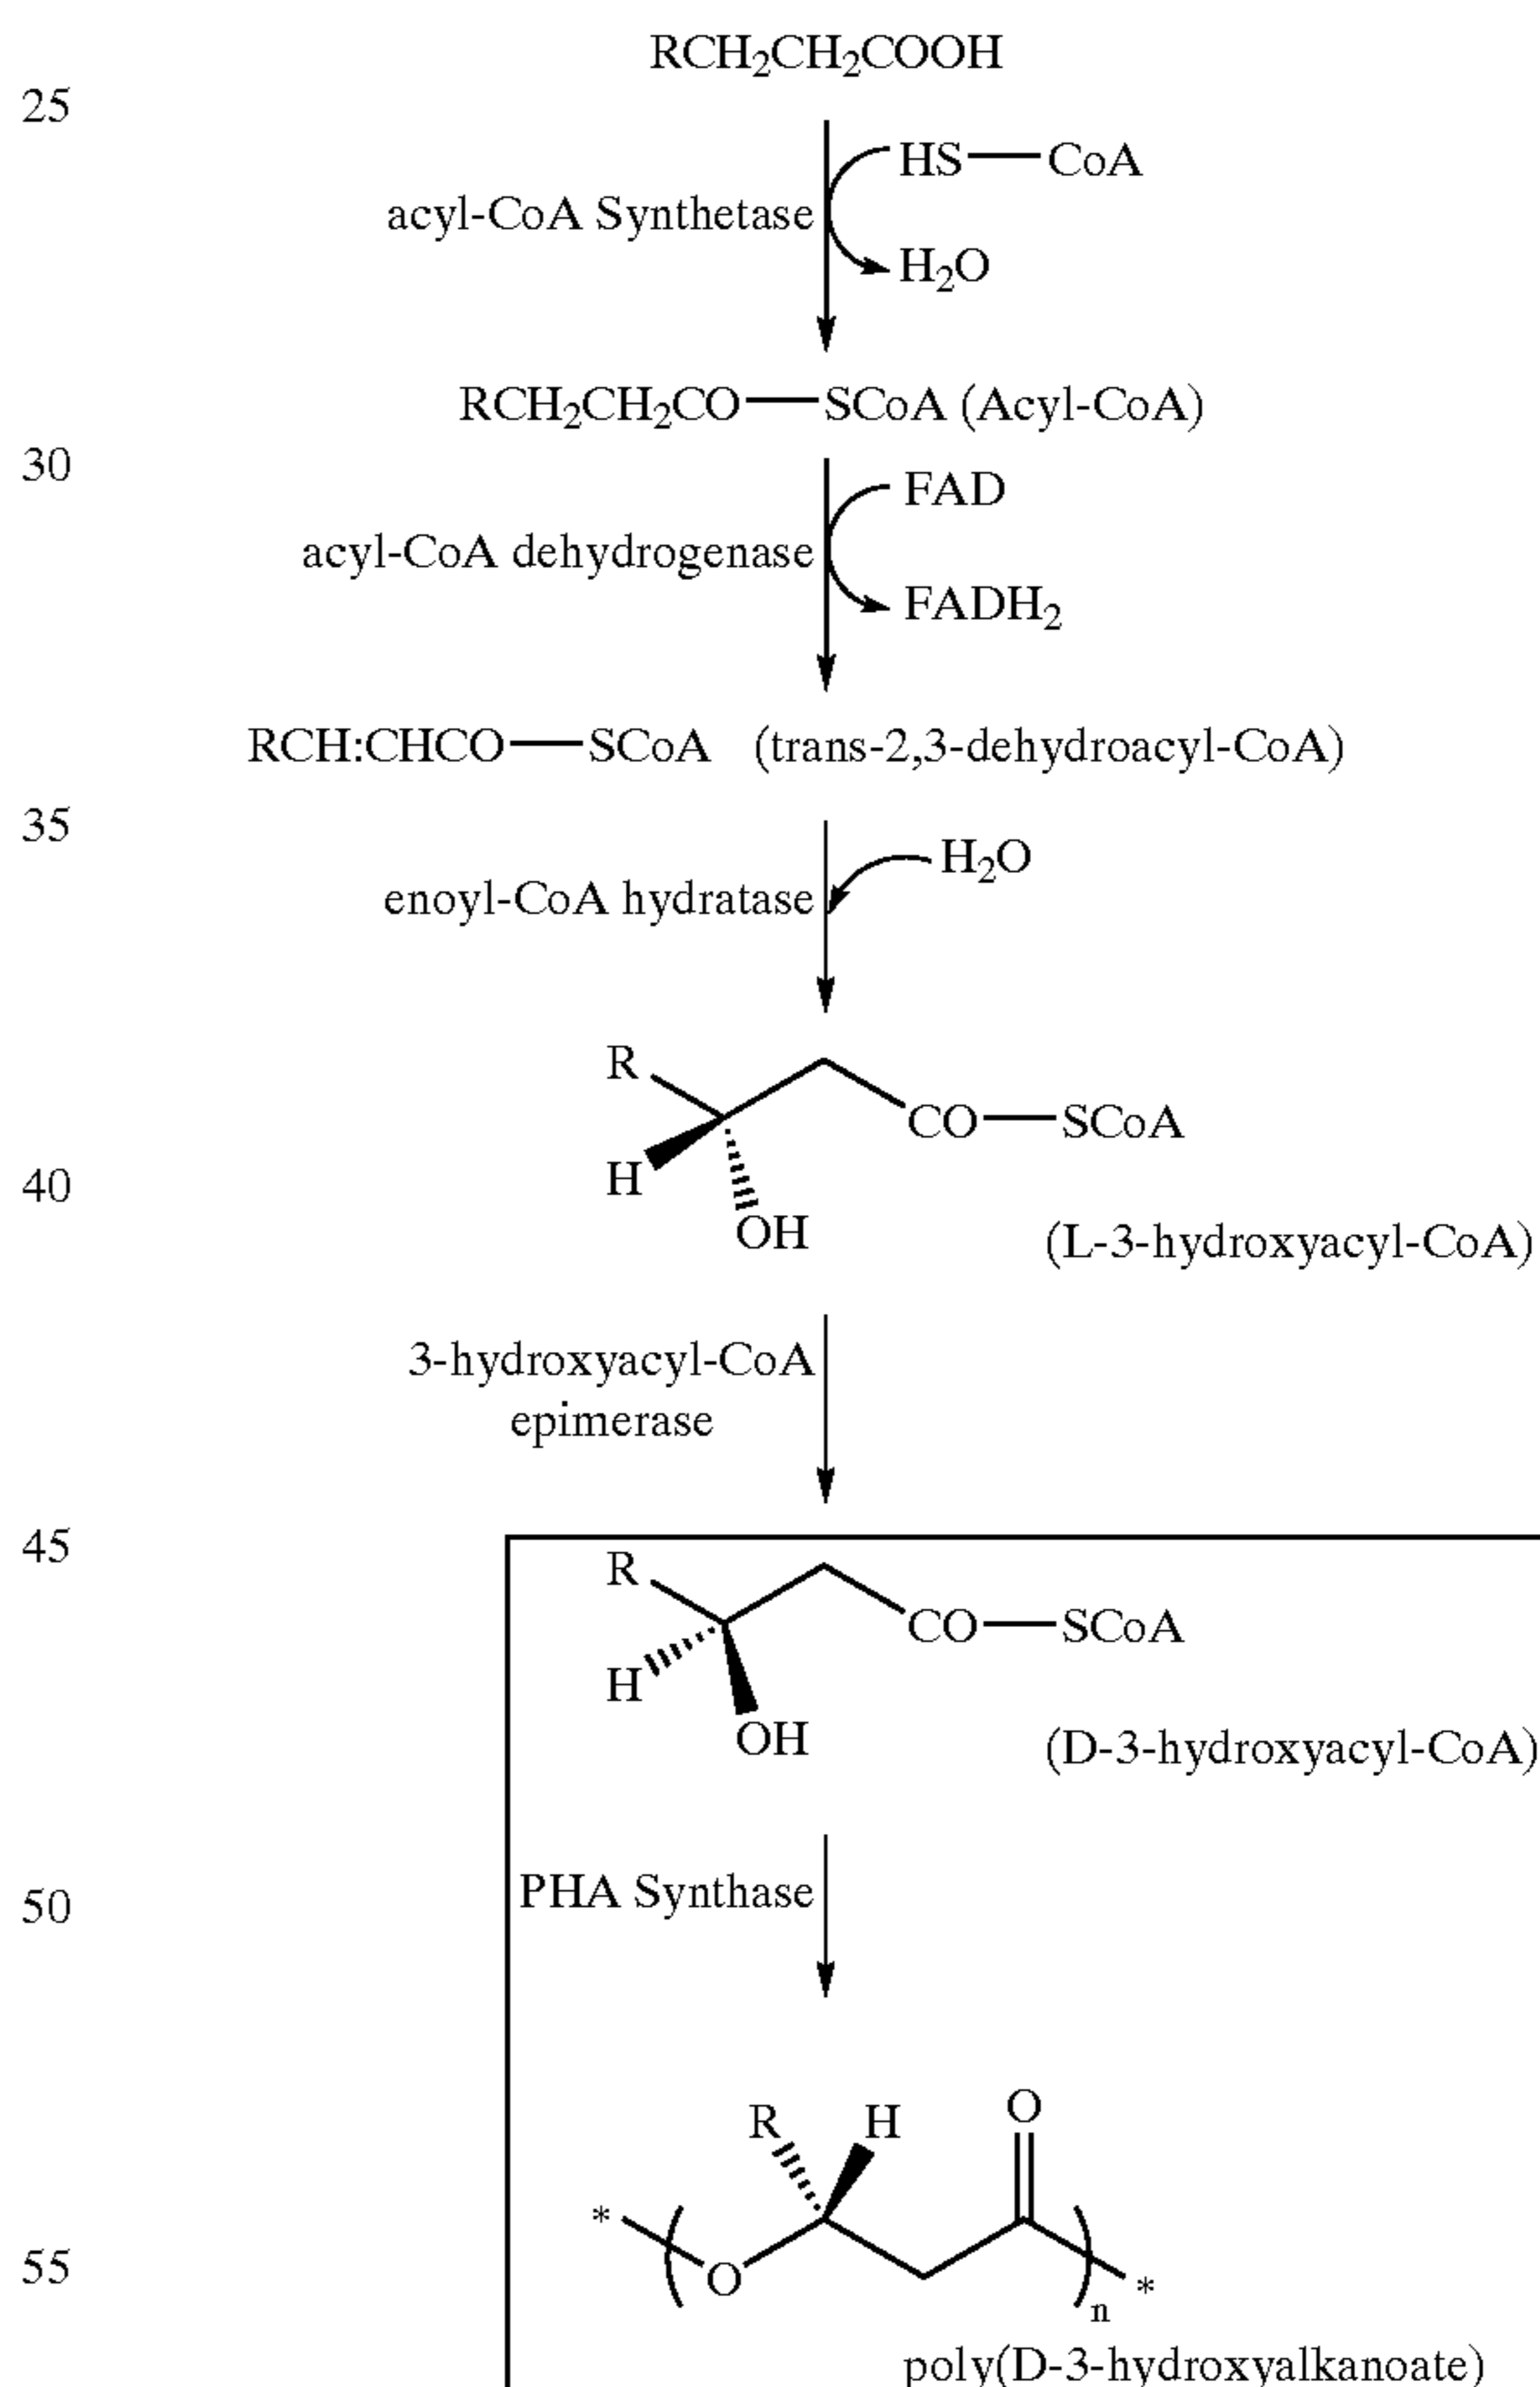 RCH₂CH₂COOH
25
HS—CoA
acyl-CoA Synthetase
H₂O
RCH₂CH₂CO—SCoA (Acyl-CoA)
30
FAD
acyl-CoA dehydrogenase
FADH₂
RCH:CHCO—SCoA (trans-2,3-dehydroacyl-CoA)
35
H₂O
enoyl-CoA hydratase
R
CO—SCoA
40
H
OH
(L-3-hydroxyacyl-CoA)
3-hydroxyacyl-CoA
epimerase
45
R
CO—SCoA
H
OH
(D-3-hydroxyacyl-CoA)
50
PHA Synthase
R H O
*
55
O
*
n
poly(D-3-hydroxyalkanoate)